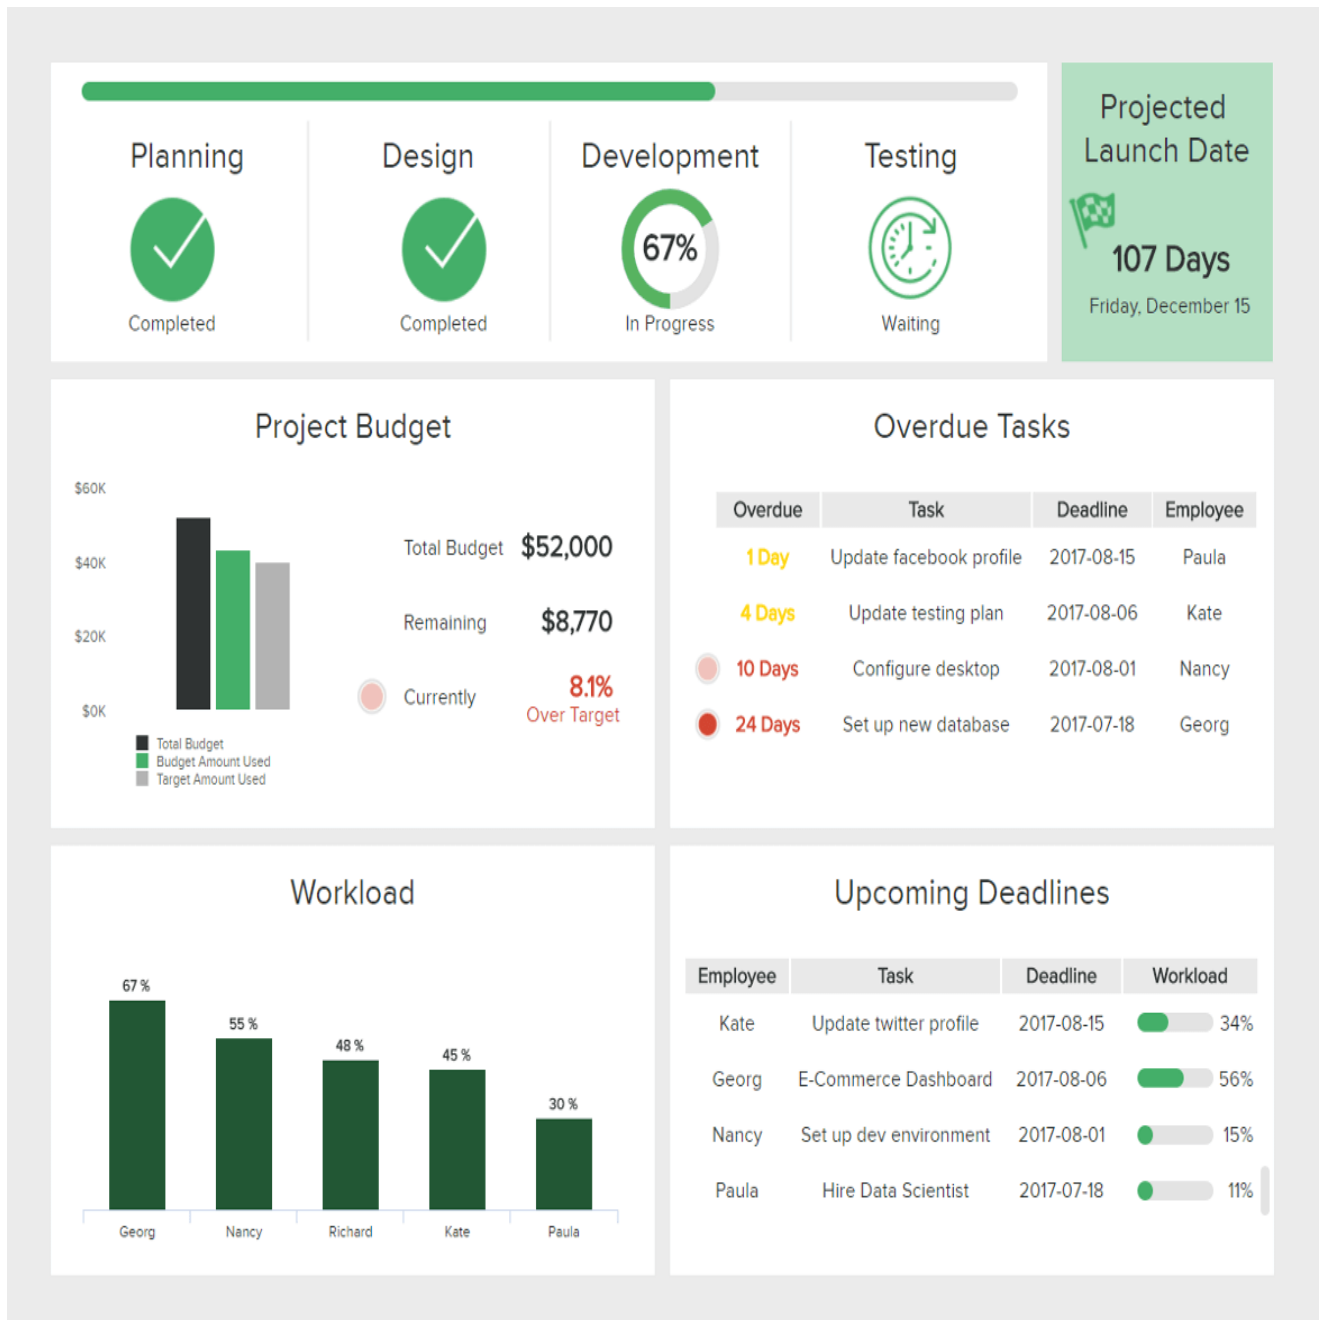 Planning
Design
Development
Testing
67%
Completed
Completed
In Progress
Waiting
Projected
Launch Date
107 Days
Friday, December 15
Project Budget
$60K
$40K
$20K
$0K
Total Budget
Budget Amount Used
Target Amount Used
Total Budget $52,000
Remaining $8,770
Currently 8.1%
Over Target
Overdue Tasks
Overdue Task Deadline Employee
1 Day Update facebook profile 2017-08-15 Paula
4 Days Update testing plan 2017-08-06 Kate
10 Days Configure desktop 2017-08-01 Nancy
24 Days Set up new database 2017-07-18 Georg
Workload
67 %
55 %
48 %
45 %
30 %
Georg Nancy Richard Kate Paula
Upcoming Deadlines
Employee Task Deadline Workload
Kate Update twitter profile 2017-08-15 34%
Georg E-Commerce Dashboard 2017-08-06 56%
Nancy Set up dev environment 2017-08-01 15%
Paula Hire Data Scientist 2017-07-18 11%